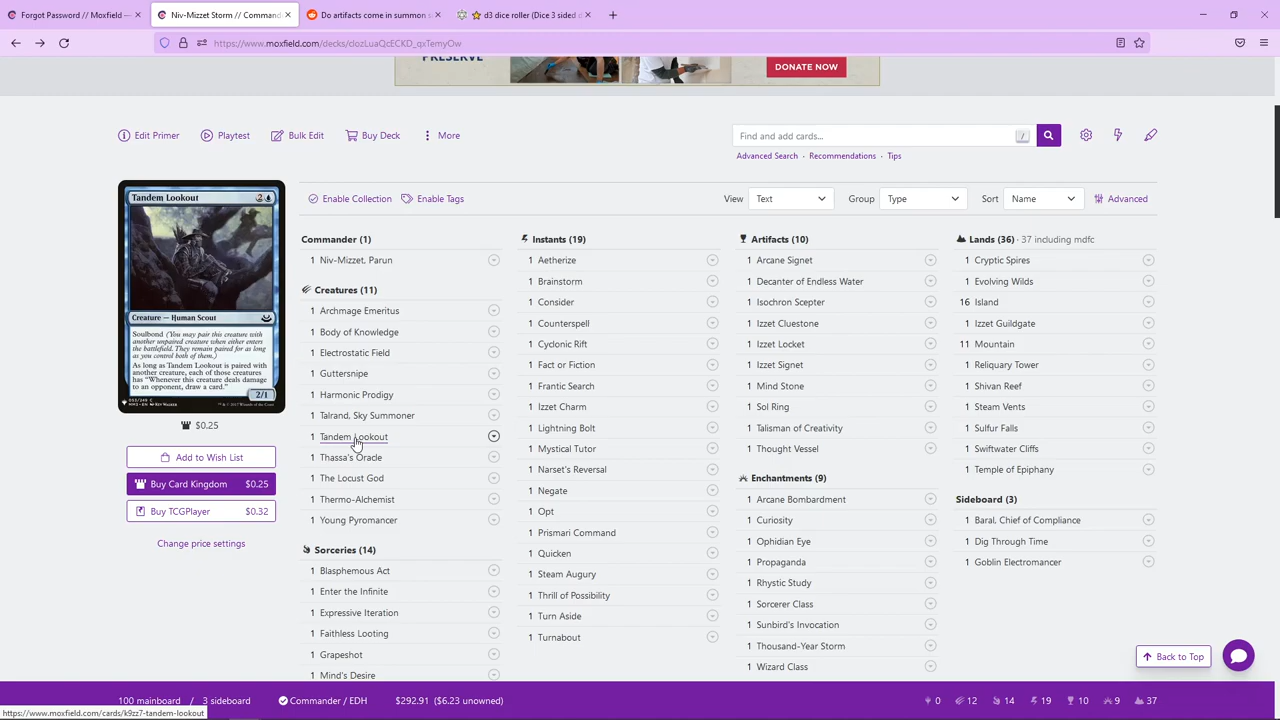 Forgot Password // Moxfield —
Niv-Mizzet Storm // Command
Do artifacts come in summon s
d3 dice roller (Dice 3 sided d
https://www.moxfield.com/decks/clozLuaQcECKD_qxTemyOw
PRESERVE
DONATE NOW
Edit Primer
Playtest
Bulk Edit
Buy Deck
More
Find and add cards...
/
Advanced Search · Recommendations · Tips
Enable Collection
Enable Tags
View
Text
Group
Type
Sort
Name
Advanced
Tandem Lookout
2
Creature — Human Scout
Soulbond (You may pair this creature with
another unpaired creature when either
enters the battlefield. They remain paired for as long
as you control both of them.)
As long as Tandem Lookout is paired with
another creature, each of those creatures
has "Whenever this creature deals damage
to an opponent, draw a card."
2/1
$0.25
Add to Wish List
Buy Card Kingdom $0.25
Buy TCGPlayer $0.32
Change price settings
Commander (1)
1 Niv-Mizzet, Parun
Creatures (11)
1 Archmage Emeritus
1 Body of Knowledge
1 Electrostatic Field
1 Guttersnipe
1 Harmonic Prodigy
1 Talrand, Sky Summoner
1 Tandem Lookout
1 Thassa's Oracle
1 The Locust God
1 Thermo-Alchemist
1 Young Pyromancer
Sorceries (14)
1 Blasphemous Act
1 Enter the Infinite
1 Expressive Iteration
1 Faithless Looting
1 Grapeshot
1 Mind's Desire
Instants (19)
1 Aetherize
1 Brainstorm
1 Consider
1 Counterspell
1 Cyclonic Rift
1 Fact or Fiction
1 Frantic Search
1 Izzet Charm
1 Lightning Bolt
1 Mystical Tutor
1 Narset's Reversal
1 Negate
1 Opt
1 Prismari Command
1 Quicken
1 Steam Augury
1 Thrill of Possibility
1 Turn Aside
1 Turnabout
Artifacts (10)
1 Arcane Signet
1 Decanter of Endless Water
1 Isochron Scepter
1 Izzet Cluestone
1 Izzet Locket
1 Izzet Signet
1 Mind Stone
1 Sol Ring
1 Talisman of Creativity
1 Thought Vessel
Enchantments (9)
1 Arcane Bombardment
1 Curiosity
1 Ophidian Eye
1 Propaganda
1 Rhystic Study
1 Sorcerer Class
1 Sunbird's Invocation
1 Thousand-Year Storm
1 Wizard Class
Lands (36) · 37 including mdfc
1 Cryptic Spires
1 Evolving Wilds
16 Island
1 Izzet Guildgate
11 Mountain
1 Reliquary Tower
1 Shivan Reef
1 Steam Vents
1 Sulfur Falls
1 Swiftwater Cliffs
1 Temple of Epiphany
Sideboard (3)
1 Baral, Chief of Compliance
1 Dig Through Time
1 Goblin Electromancer
Back to Top
100 mainboard / 3 sideboard
Commander / EDH
$292.91 ($6.23 unowned)
0
12
14
19
10
9
37
https://www.moxfield.com/cards/k9zz7-tandem-lookout